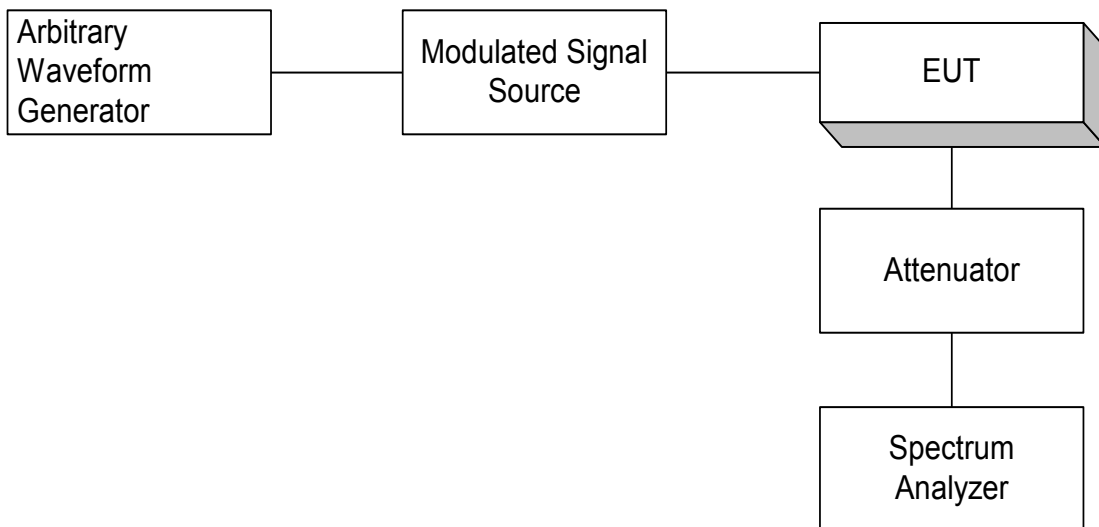 Arbitrary
Waveform
Generator
Modulated Signal
Source
EUT
Attenuator
Spectrum
Analyzer